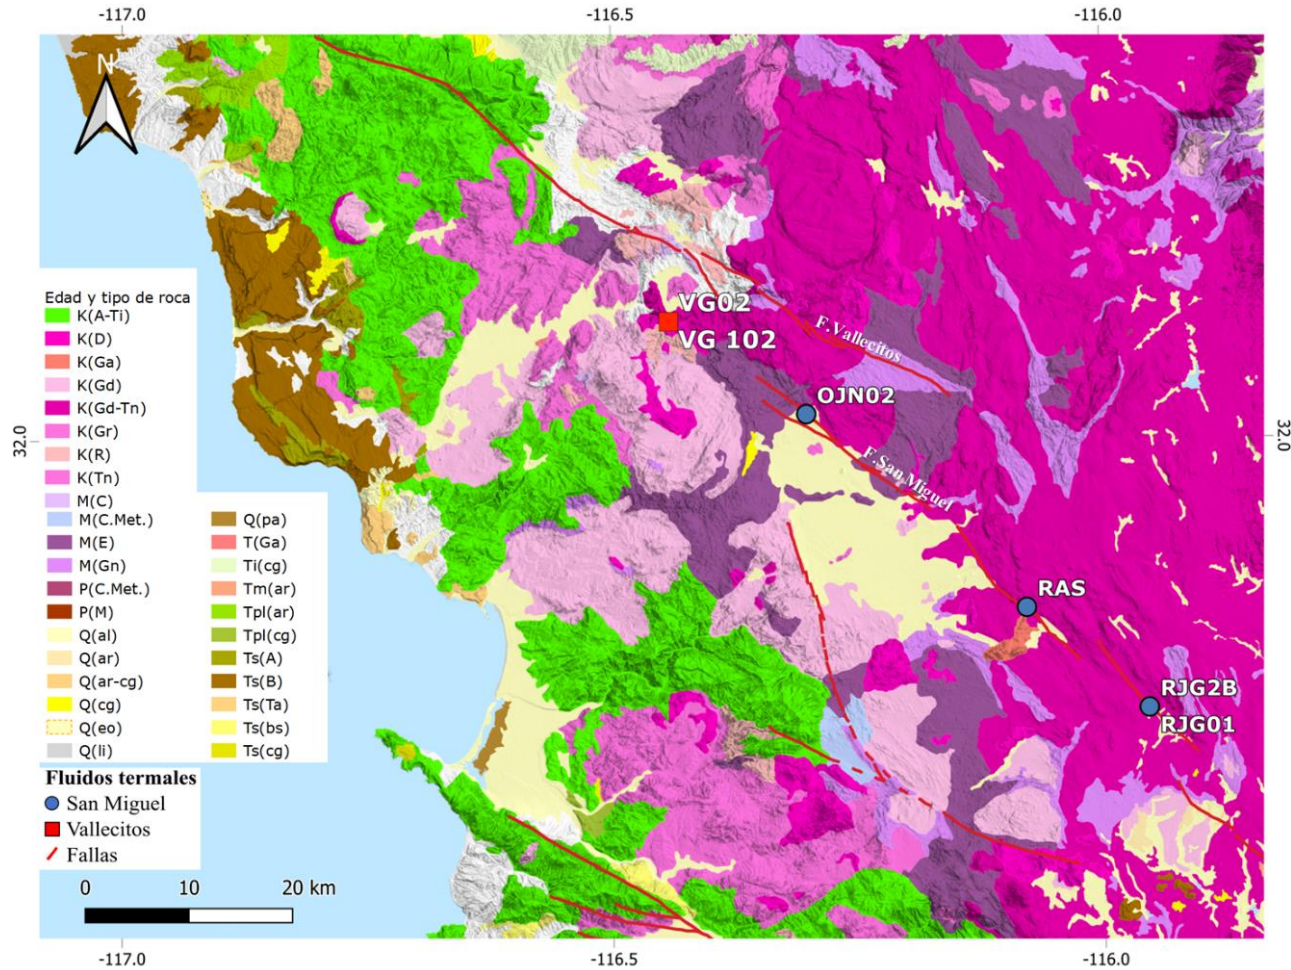 -117.0
-116.5
-116.0
N
VG02
VG 102
F.Vallecitos
OJN02
32.0
32.0
F.San Miguel
RAS
RJG2B
RJG01
Edad y tipo de roca
K(A-Ti)
K(D)
K(Ga)
K(Gd)
K(Gd-Tn)
K(Gr)
K(R)
K(Tn)
M(C)
M(C.Met.)
M(E)
M(Gn)
P(C.Met.)
P(M)
Q(al)
Q(ar)
Q(ar-cg)
Q(cg)
Q(eo)
Q(li)
Q(pa)
T(Ga)
Ti(cg)
Tm(ar)
Tpl(ar)
Tpl(cg)
Ts(A)
Ts(B)
Ts(Ta)
Ts(bs)
Ts(cg)
Fluidos termales
San Miguel
Vallecitos
Fallas
0 10 20 km
-117.0
-116.5
-116.0